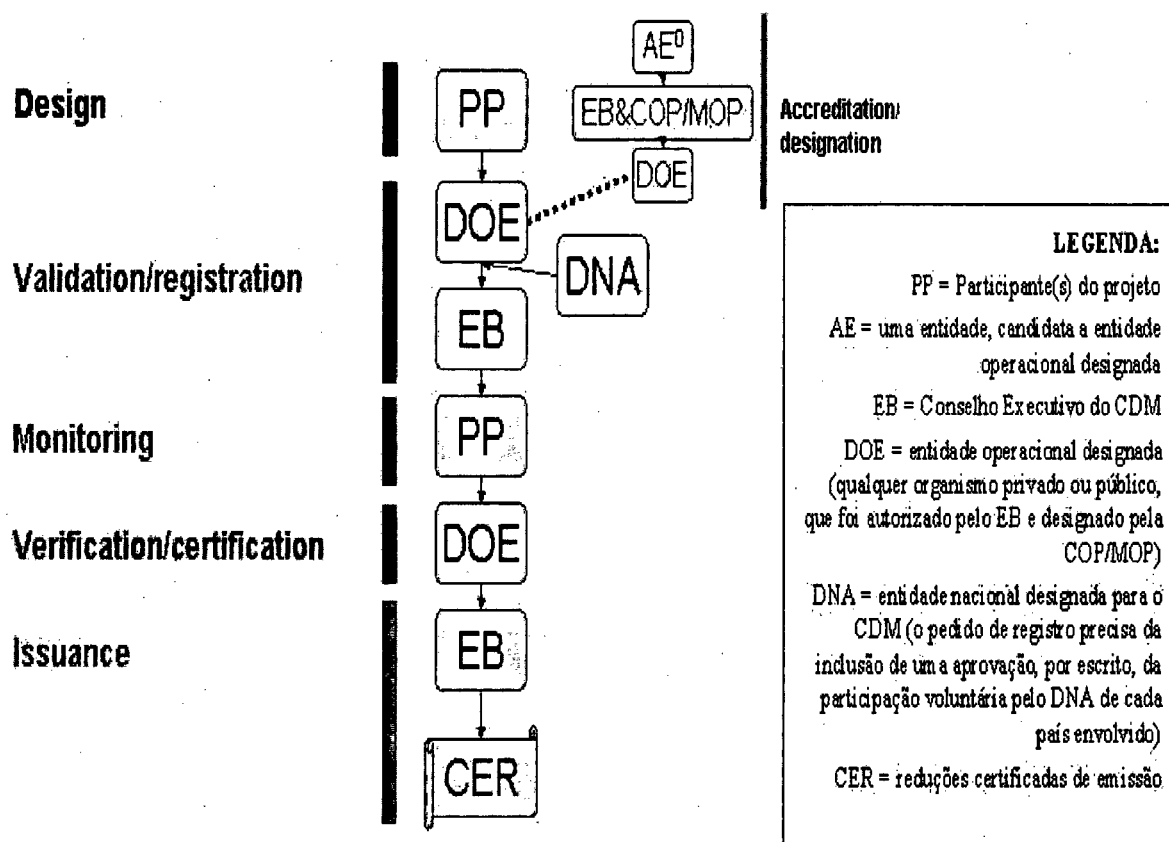 Design
PP
AE⁰
EB&COP/MOP
DOE
Accreditation/
designation
Validation/registration
DOE
DNA
EB
Monitoring
PP
Verification/certification
DOE
Issuance
EB
CER
LEGENDA:
PP = Participante(s) do projeto
AE = uma entidade, candidata a entidade
operacional designada
EB = Conselho Executivo do CDM
DOE = entidade operacional designada
(qualquer organismo privado ou público,
que foi autorizado pelo EB e designado pela
COP/MOP)
DNA = entidade nacional designada para o
CDM (o pedido de registro precisa da
inclusão de uma aprovação, por escrito, da
participação voluntária pelo DNA de cada
país envolvido)
CER = reduções certificadas de emissão